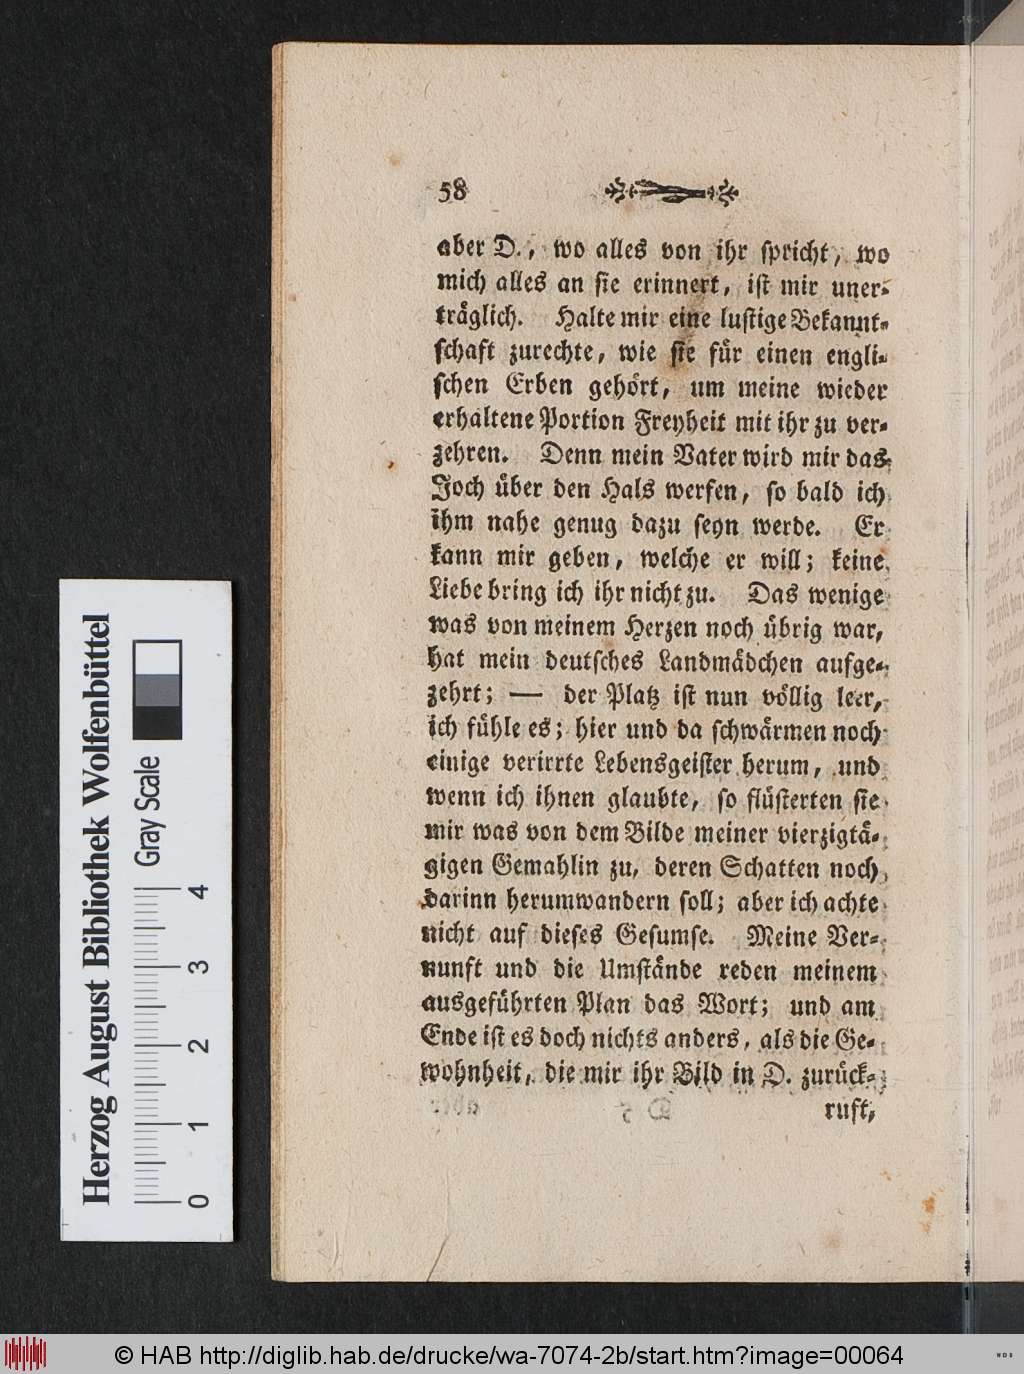 58
aber D., wo alles von ihr spricht, wo
mich alles an sie erinnert, ist mir uner-
träglich. Halte mir eine lustige Bekannt-
schaft zurechte, wie sie für einen engli-
schen Erben gehört, um meine wieder
erhaltene Portion Freyheit mit ihr zu ver-
zehren. Denn mein Vater wird mir das
Joch über den Hals werfen, so bald ich
ihm nahe genug dazu seyn werde. Er
kann mir geben, welche er will; keine
Liebe bring ich ihr nicht zu. Das wenige
was von meinem Herzen noch übrig war,
hat mein deutsches Landmädchen aufge-
zehrt; — der Platz ist nun völlig leer,
ich fühle es; hier und da schwärmen noch
einige verirrte Lebensgeister herum, und
wenn ich ihnen glaubte, so flüsterten sie
mir was von dem Bilde meiner vierzigtä-
gigen Gemahlin zu, deren Schatten noch
darinn herumwandern soll; aber ich achte
nicht auf dieses Gesumse. Meine Ver-
nunft und die Umstände reden meinem
ausgeführten Plan das Wort; und am
Ende ist es doch nichts anders, als die Ge-
wohnheit, die mir ihr Bild in D. zurück-
ruft,
Herzog August Bibliothek Wolfenbüttel
Gray Scale
0 1 2 3 4
© HAB http://diglib.hab.de/drucke/wa-7074-2b/start.htm?image=00064